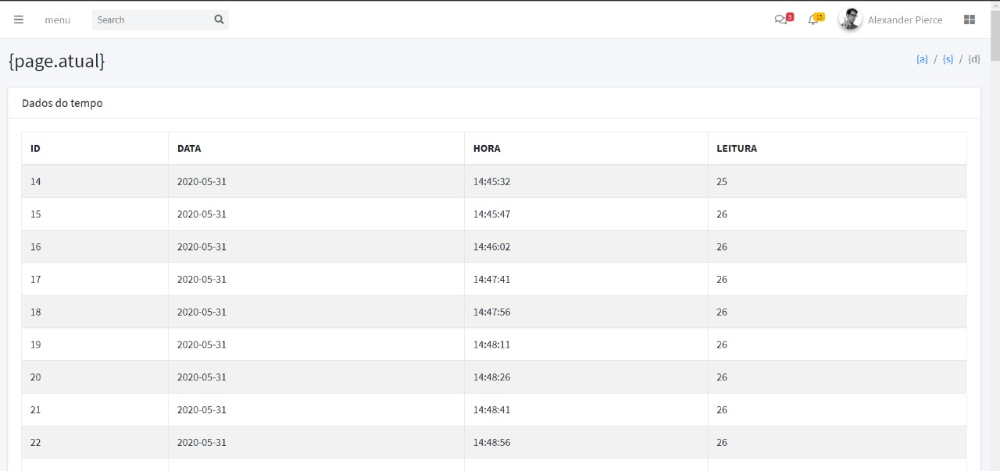 menu Search 3 15 Alexander Pierce
{page.atual} {a} / {s} / {d}
Dados do tempo
ID DATA HORA LEITURA
14 2020-05-31 14:45:32 25
15 2020-05-31 14:45:47 26
16 2020-05-31 14:46:02 26
17 2020-05-31 14:47:41 26
18 2020-05-31 14:47:56 26
19 2020-05-31 14:48:11 26
20 2020-05-31 14:48:26 26
21 2020-05-31 14:48:41 26
22 2020-05-31 14:48:56 26